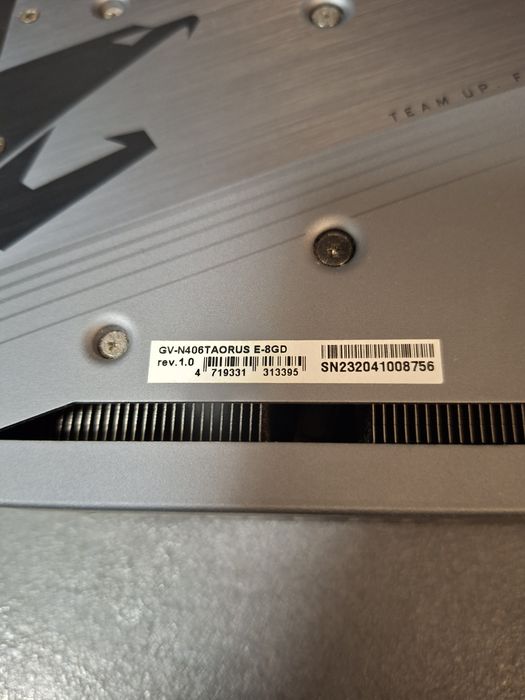 TEAM UP. F
GV-N406TAORUS E-8GD
rev.1.0
4 719331 313395
SN232041008756